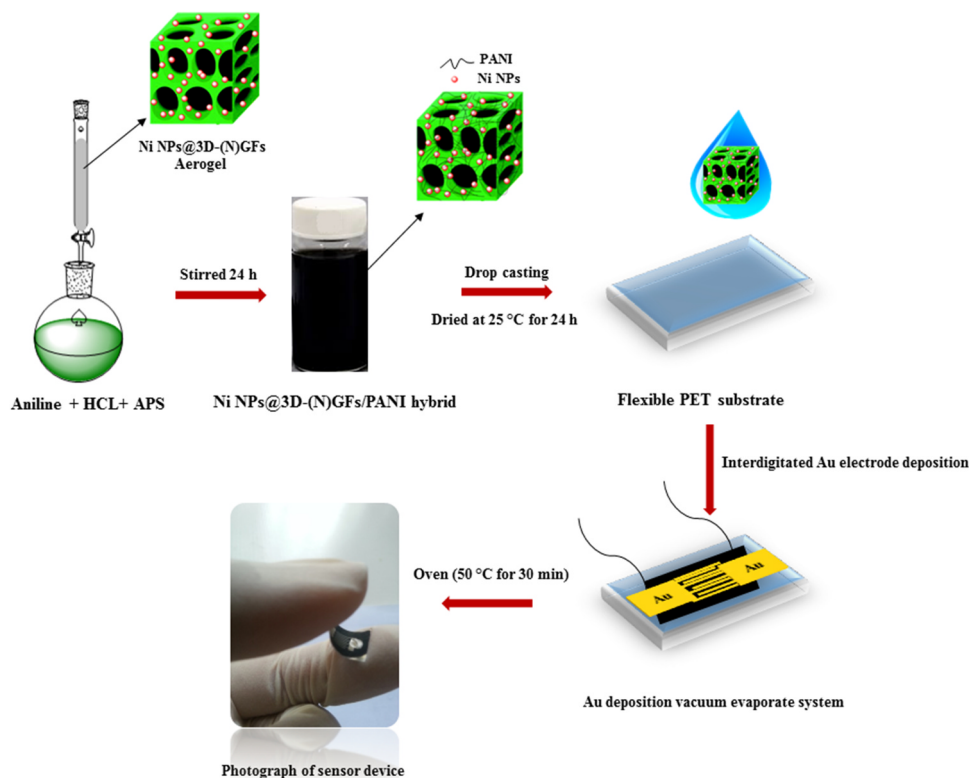 PANI
Ni NPs
Ni NPs@3D-(N)GFs
Aerogel
Stirred 24 h
Drop casting
Dried at 25 °C for 24 h
Aniline + HCL+ APS
Ni NPs@3D-(N)GFs/PANI hybrid
Flexible PET substrate
Interdigitated Au electrode deposition
Oven (50 °C for 30 min)
Au
Au
Au deposition vacuum evaporate system
Photograph of sensor device